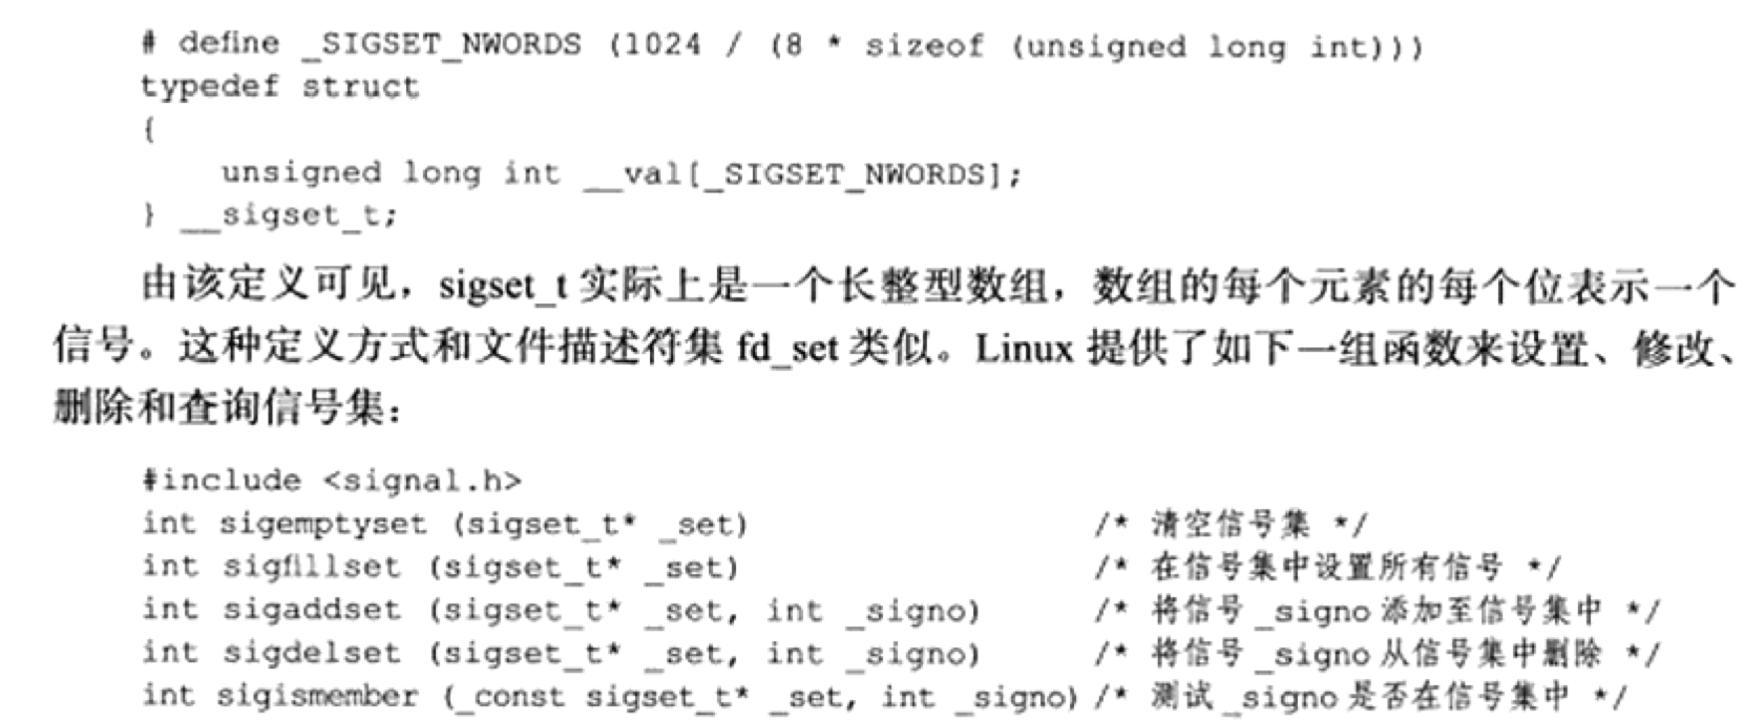 # define _SIGSET_NWORDS (1024 / (8 * sizeof (unsigned long int)))
typedef struct
{
    unsigned long int __val[_SIGSET_NWORDS];
} __sigset_t;
由该定义可见，sigset_t 实际上是一个长整型数组，数组的每个元素的每个位表示一个
信号。这种定义方式和文件描述符集 fd_set 类似。Linux 提供了如下一组函数来设置、修改、
删除和查询信号集：
#include <signal.h>
int sigemptyset (sigset_t* _set) /* 清空信号集 */
int sigfillset (sigset_t* _set) /* 在信号集中设置所有信号 */
int sigaddset (sigset_t* _set, int _signo) /* 将信号 _signo 添加至信号集中 */
int sigdelset (sigset_t* _set, int _signo) /* 将信号 _signo 从信号集中删除 */
int sigismember (_const sigset_t* _set, int _signo) /* 测试 _signo 是否在信号集中 */